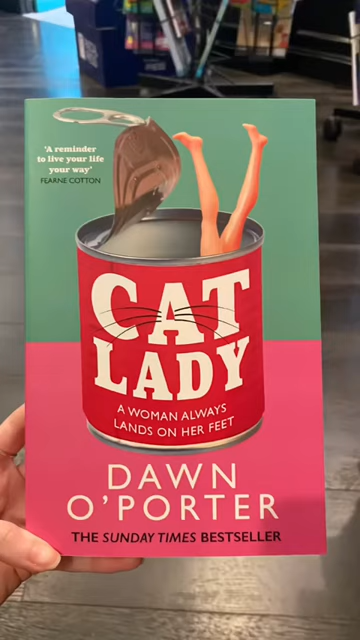 'A reminder
to live your life
your way'
FEARNE COTTON
CAT
LADY
A WOMAN ALWAYS
LANDS ON HER FEET
DAWN
O'PORTER
THE SUNDAY TIMES BESTSELLER